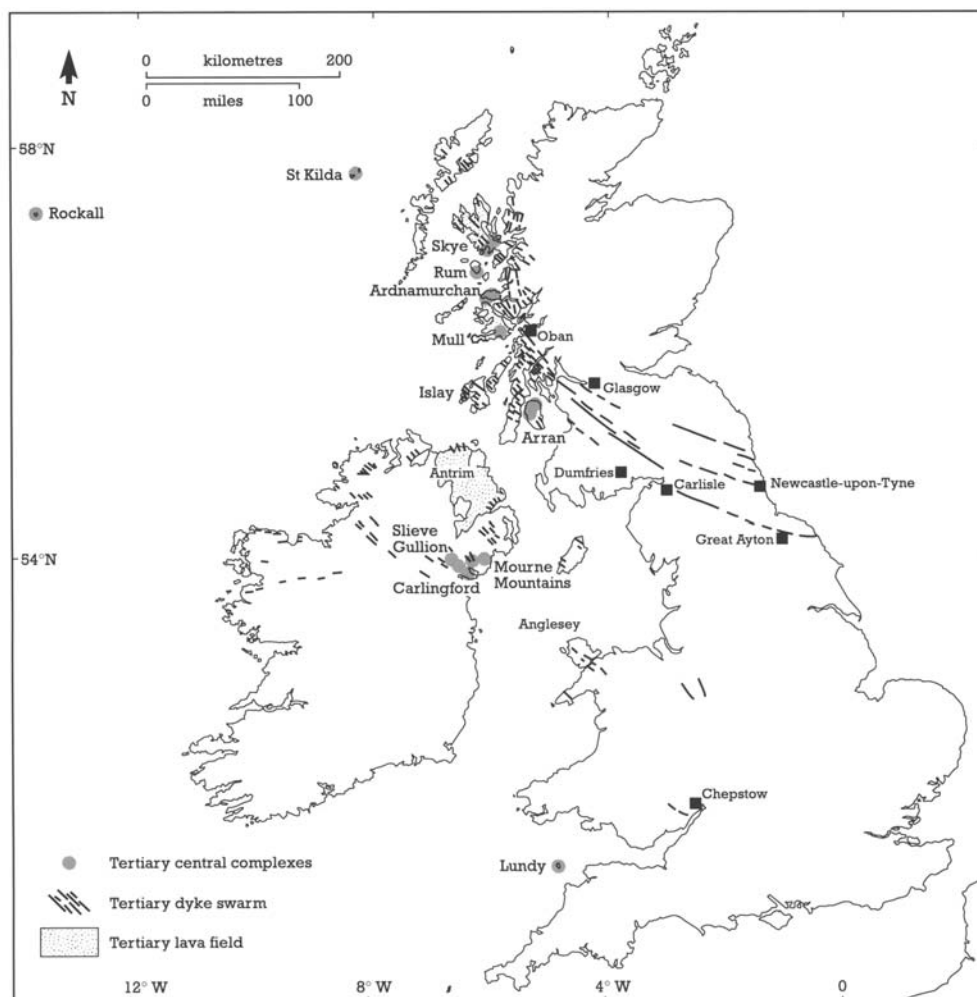 0 kilometres 200
0 miles 100
N
58°N
St Kilda
Rockall
Skye
Rum
Ardnamurchan
Mull
Oban
Islay
Glasgow
Arran
Antrim
Dumfries
Carlisle
Newcastle-upon-Tyne
Slieve
Gullion
Great Ayton
54°N
Mourne
Mountains
Carlingford
Anglesey
Chepstow
Tertiary central complexes
Lundy
Tertiary dyke swarm
Tertiary lava field
12° W
8° W
4° W
0